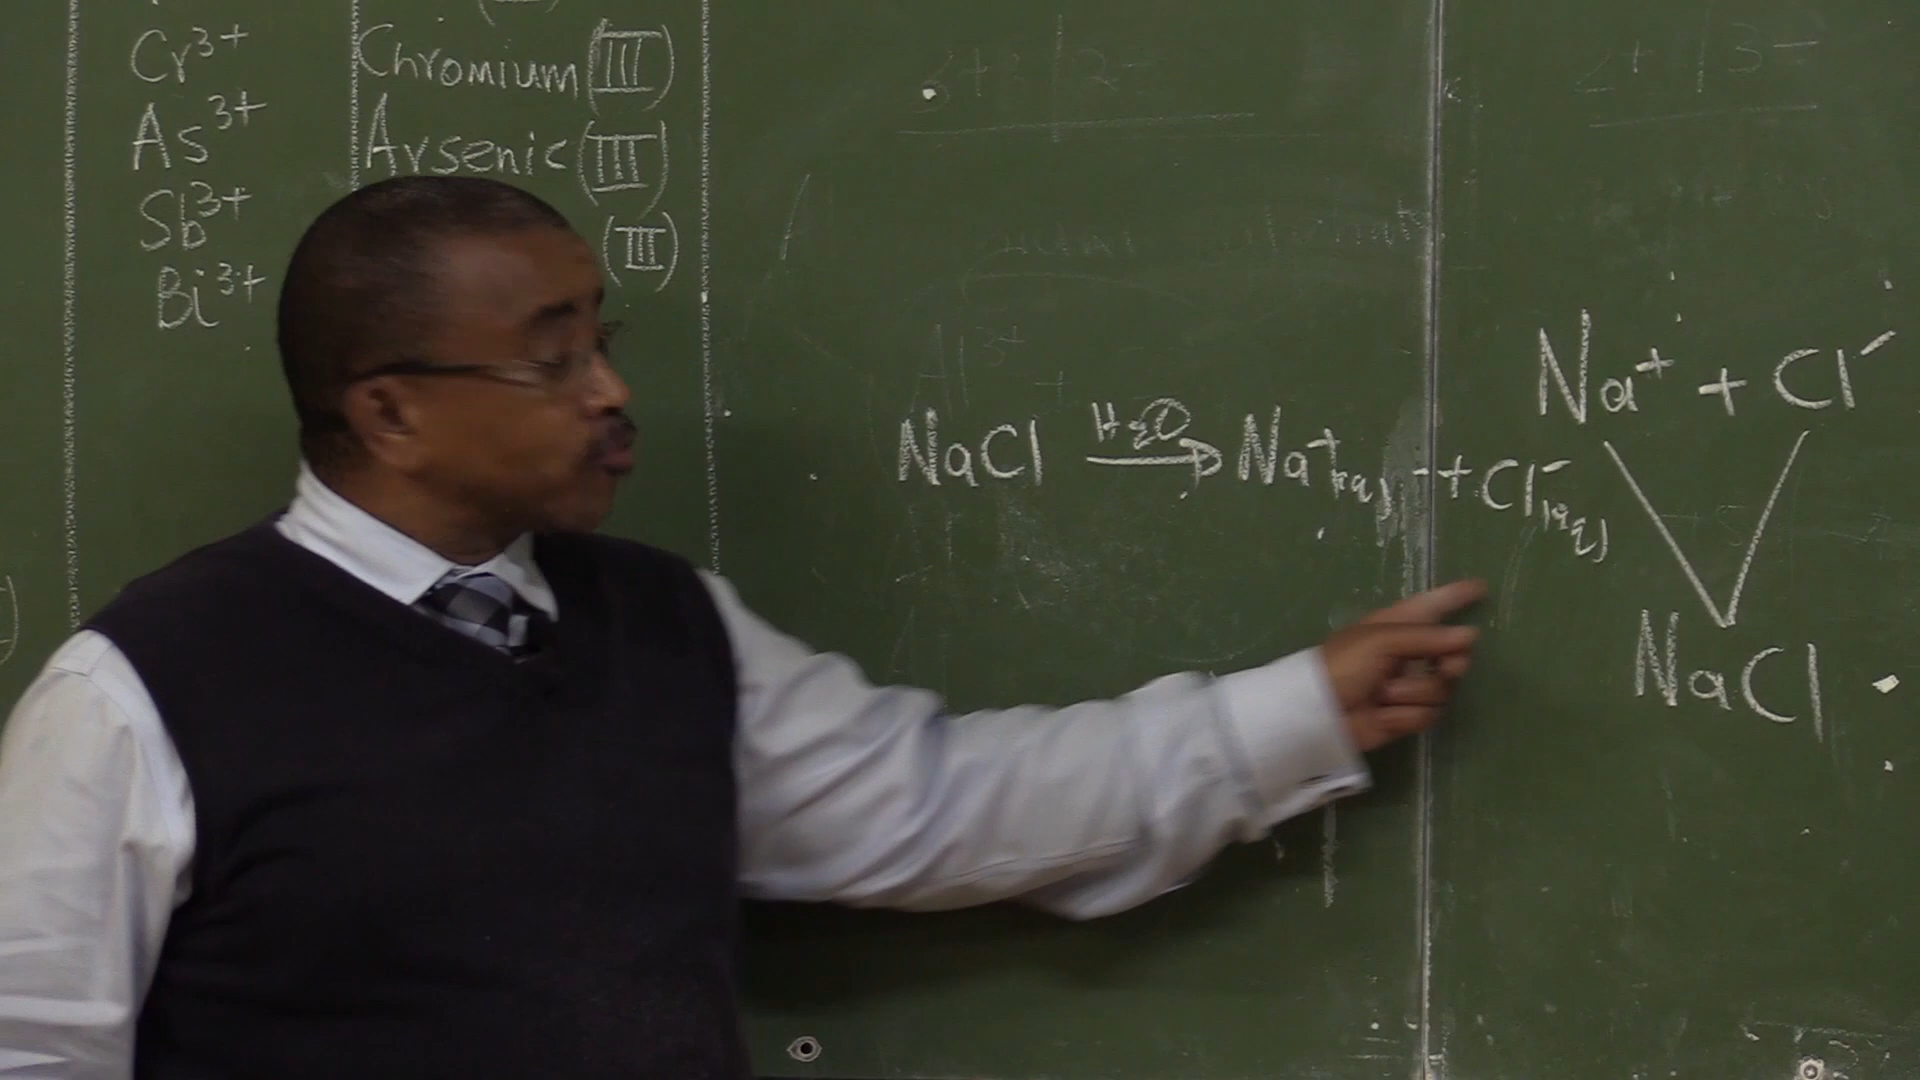 Cr³⁺ Chromium (III)
As³⁺ Arsenic (III)
Sb³⁺ (III)
Bi³⁺
NaCl —H₂O→ Na⁺(aq) + Cl⁻(aq)
Na⁺ + Cl⁻
NaCl